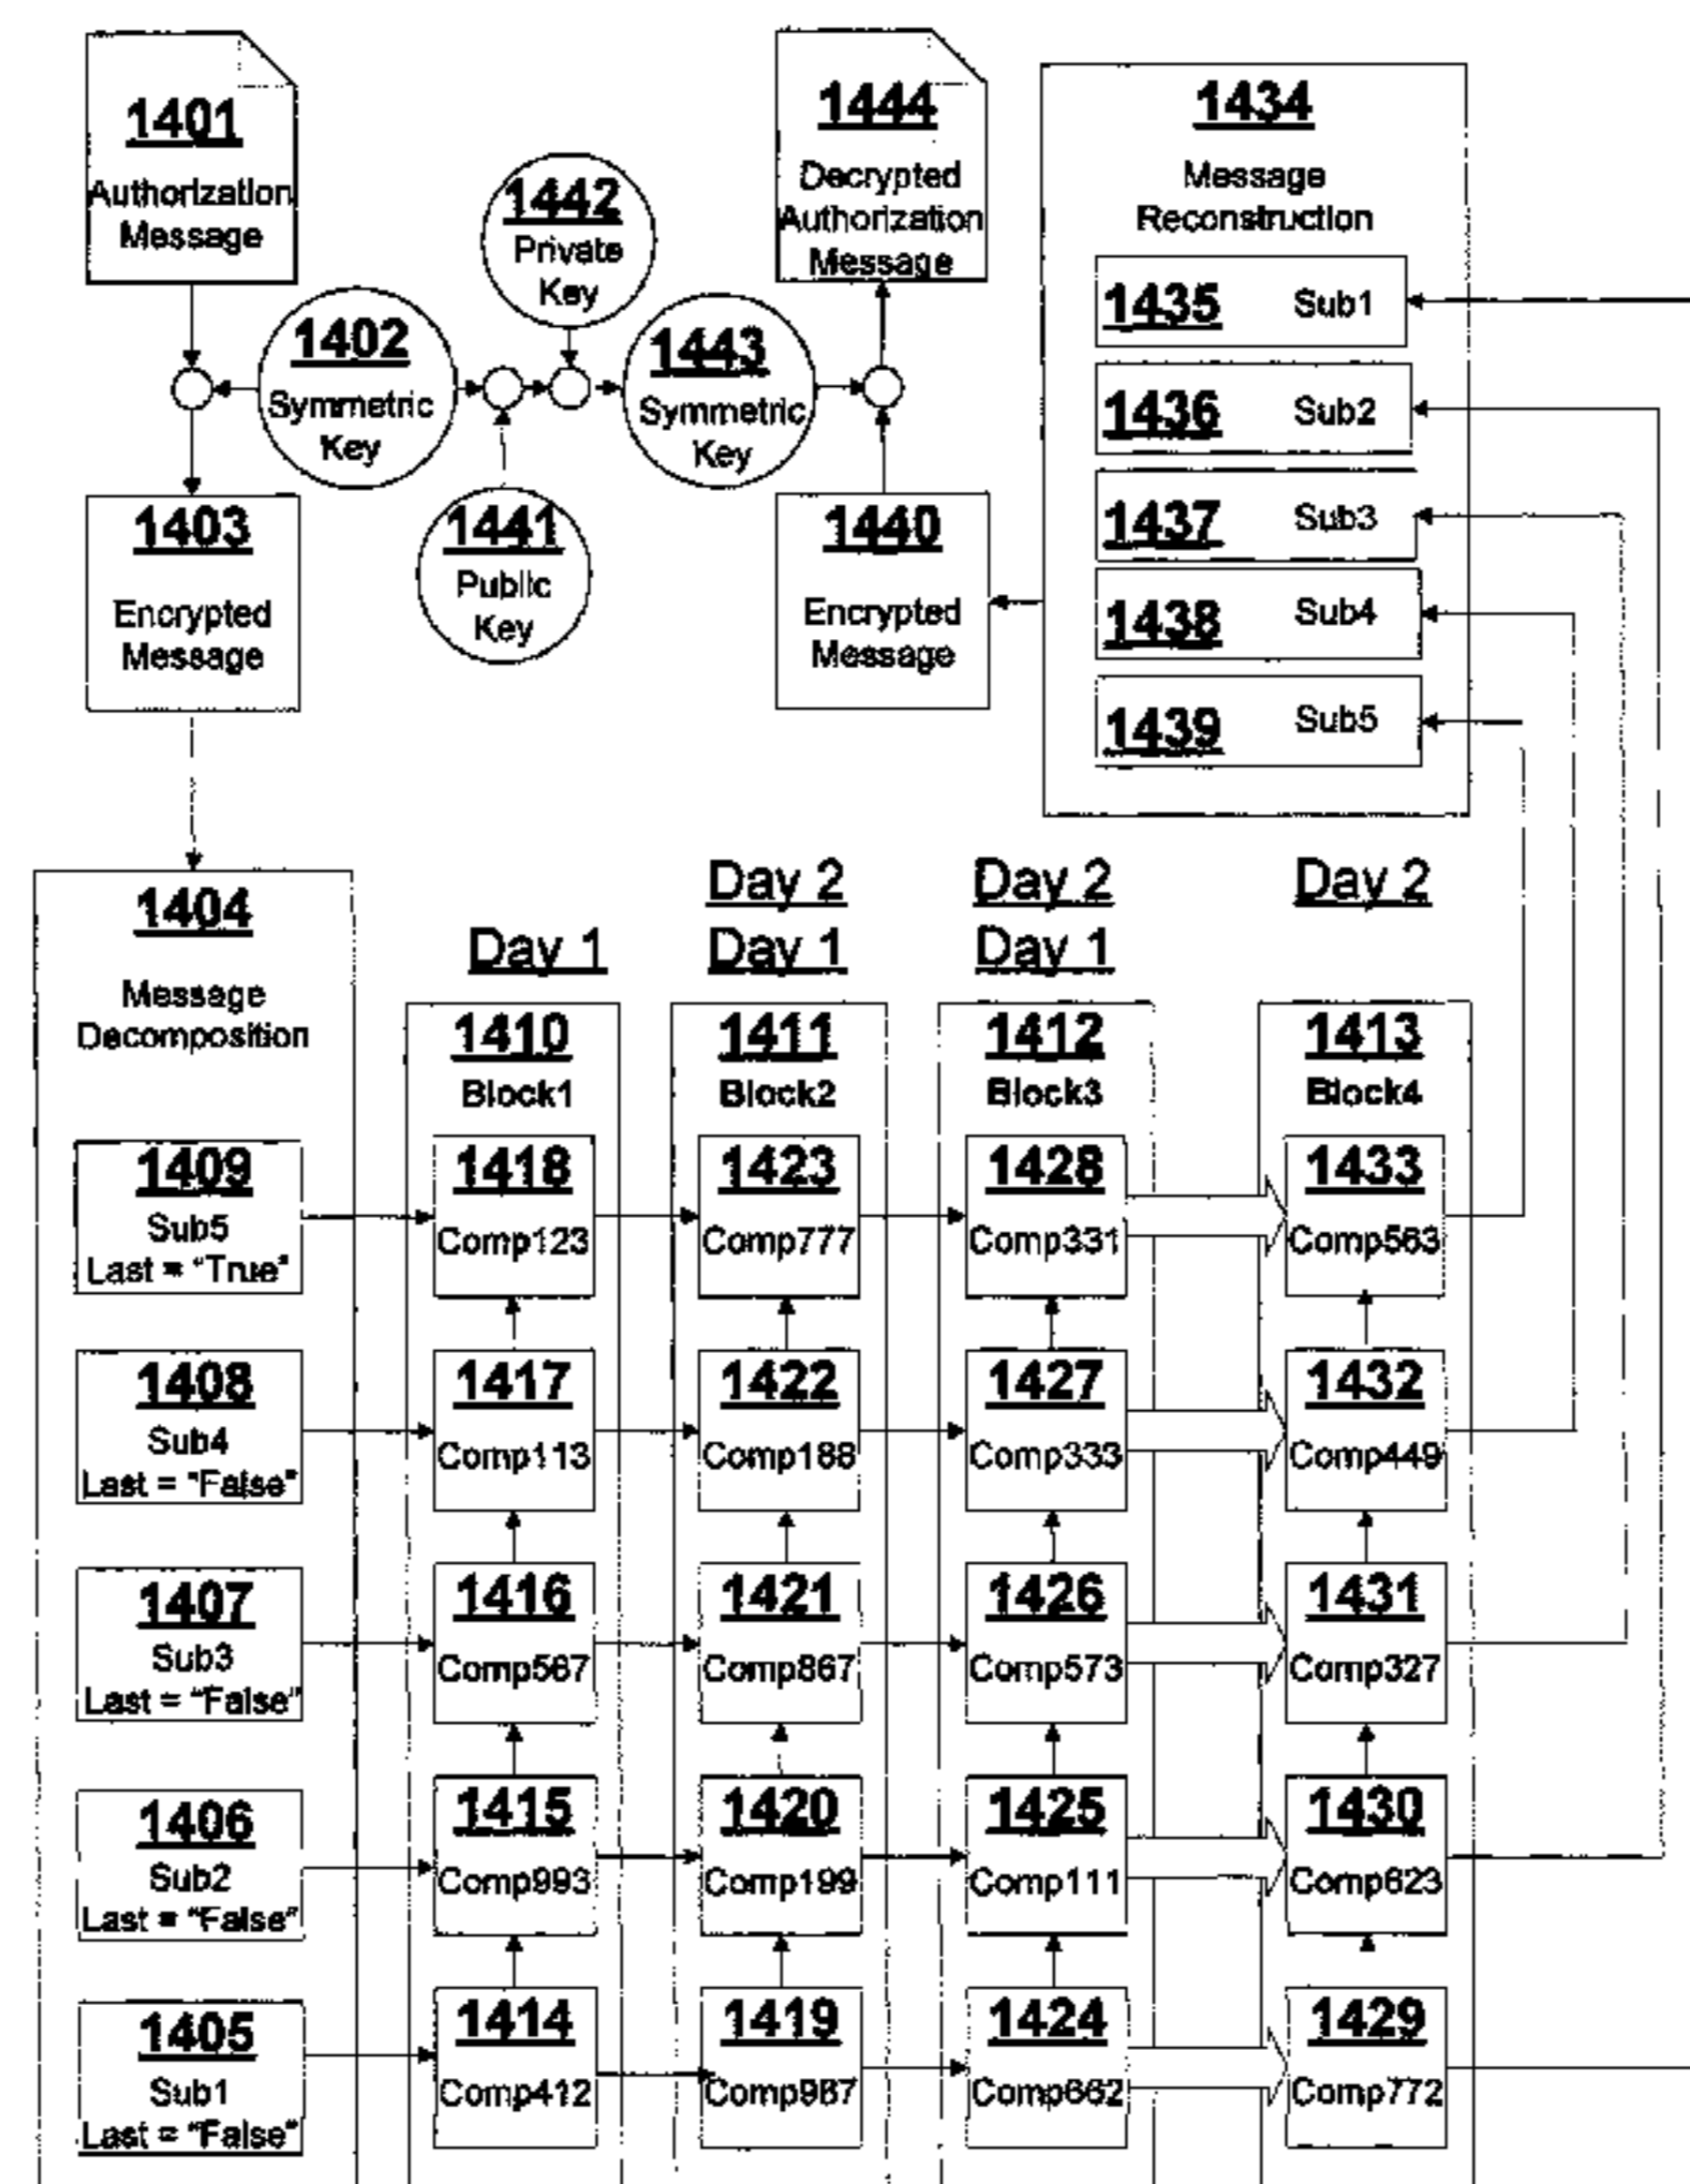 1401
Authorization
Message
1402
Symmetric
Key
1442
Private
Key
1441
Public
Key
1443
Symmetric
Key
1444
Decrypted
Authorization
Message
1403
Encrypted
Message
1440
Encrypted
Message
1434
Message
Reconstruction
1435 Sub1
1436 Sub2
1437 Sub3
1438 Sub4
1439 Sub5
1404
Message
Decomposition
Day 1
Day 2
Day 1
Day 2
Day 1
Day 2
1410
Block1
1411
Block2
1412
Block3
1413
Block4
1409
Sub5
Last = "True"
1418
Comp123
1423
Comp777
1428
Comp331
1433
Comp563
1408
Sub4
Last = "False"
1417
Comp113
1422
Comp188
1427
Comp333
1432
Comp449
1407
Sub3
Last = "False"
1416
Comp567
1421
Comp867
1426
Comp573
1431
Comp327
1406
Sub2
Last = "False"
1415
Comp993
1420
Comp199
1425
Comp111
1430
Comp623
1405
Sub1
Last = "False"
1414
Comp412
1419
Comp987
1424
Comp662
1429
Comp772